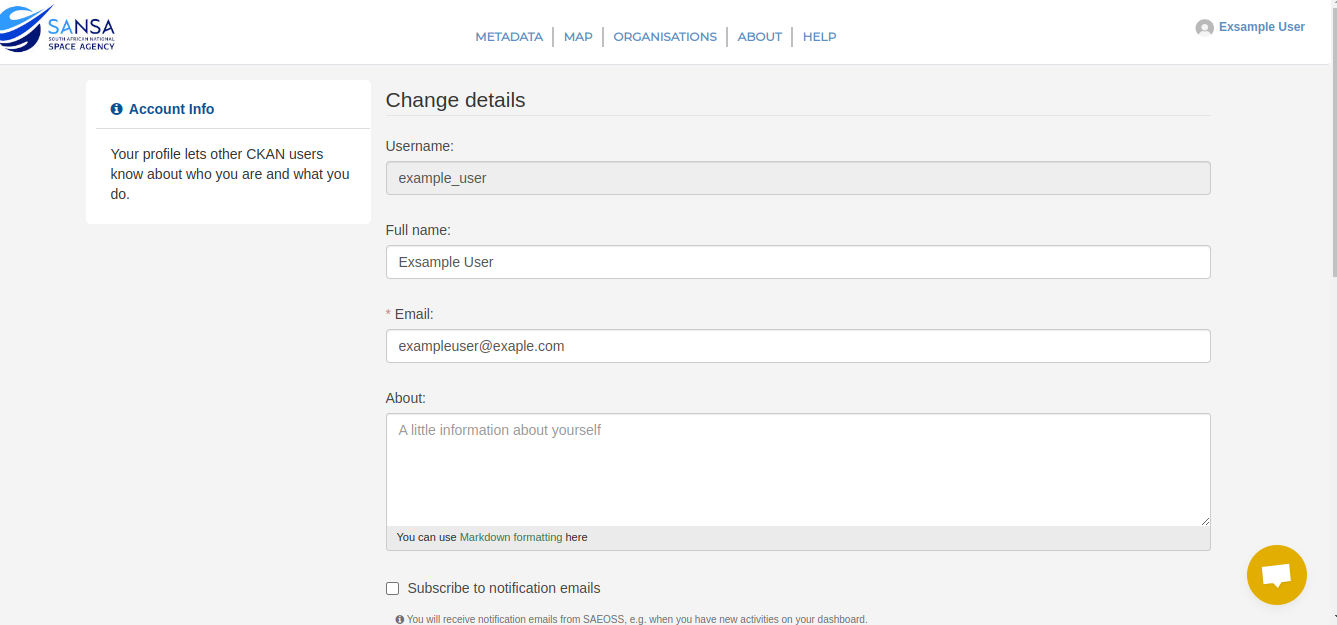 SANSA
SOUTH AFRICAN NATIONAL
SPACE AGENCY
METADATA
MAP
ORGANISATIONS
ABOUT
HELP
Exsample User
Account Info
Your profile lets other CKAN users
know about who you are and what you
do.
Change details
Username:
example_user
Full name:
Exsample User
* Email:
exampleuser@exaple.com
About:
A little information about yourself
You can use Markdown formatting here
Subscribe to notification emails
You will receive notification emails from SAEOSS, e.g. when you have new activities on your dashboard.